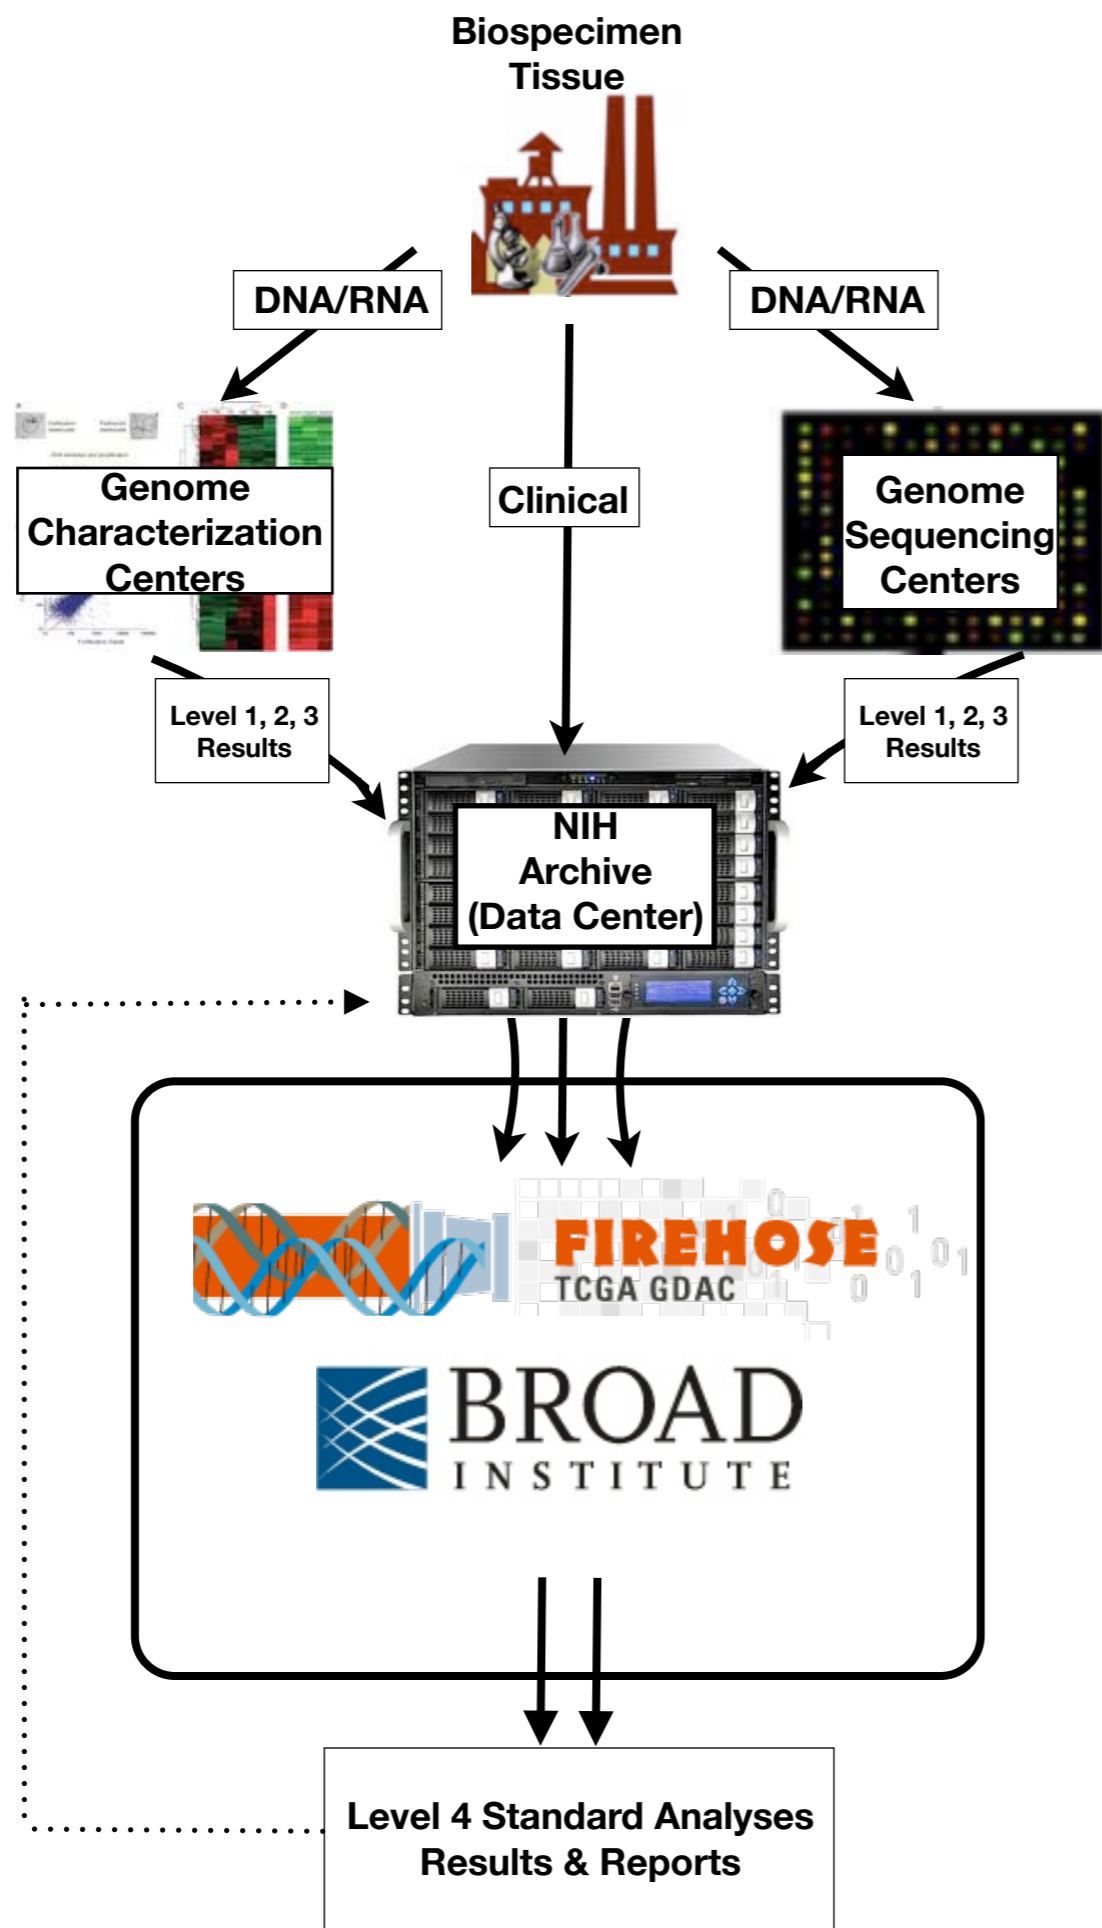 Biospecimen
Tissue
DNA/RNA
DNA/RNA
Clinical
Genome
Characterization
Centers
Genome
Sequencing
Centers
Level 1, 2, 3
Results
Level 1, 2, 3
Results
NIH
Archive
(Data Center)
FIREHOSE
TCGA GDAC
BROAD
INSTITUTE
Level 4 Standard Analyses
Results & Reports